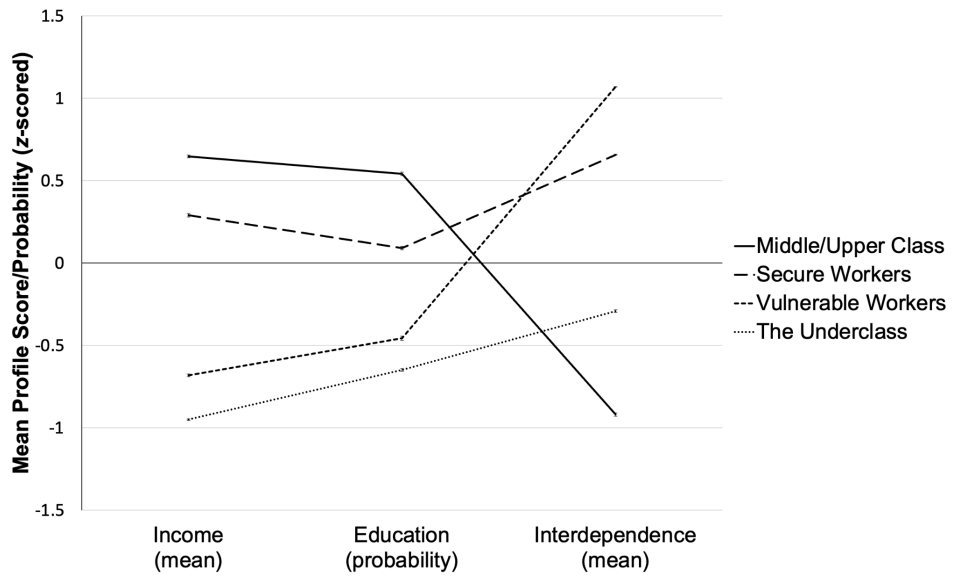 Mean Profile Score/Probability (z-scored)
1.5
1
0.5
0
-0.5
-1
-1.5
Income
(mean)
Education
(probability)
Interdependence
(mean)
Middle/Upper Class
Secure Workers
Vulnerable Workers
The Underclass